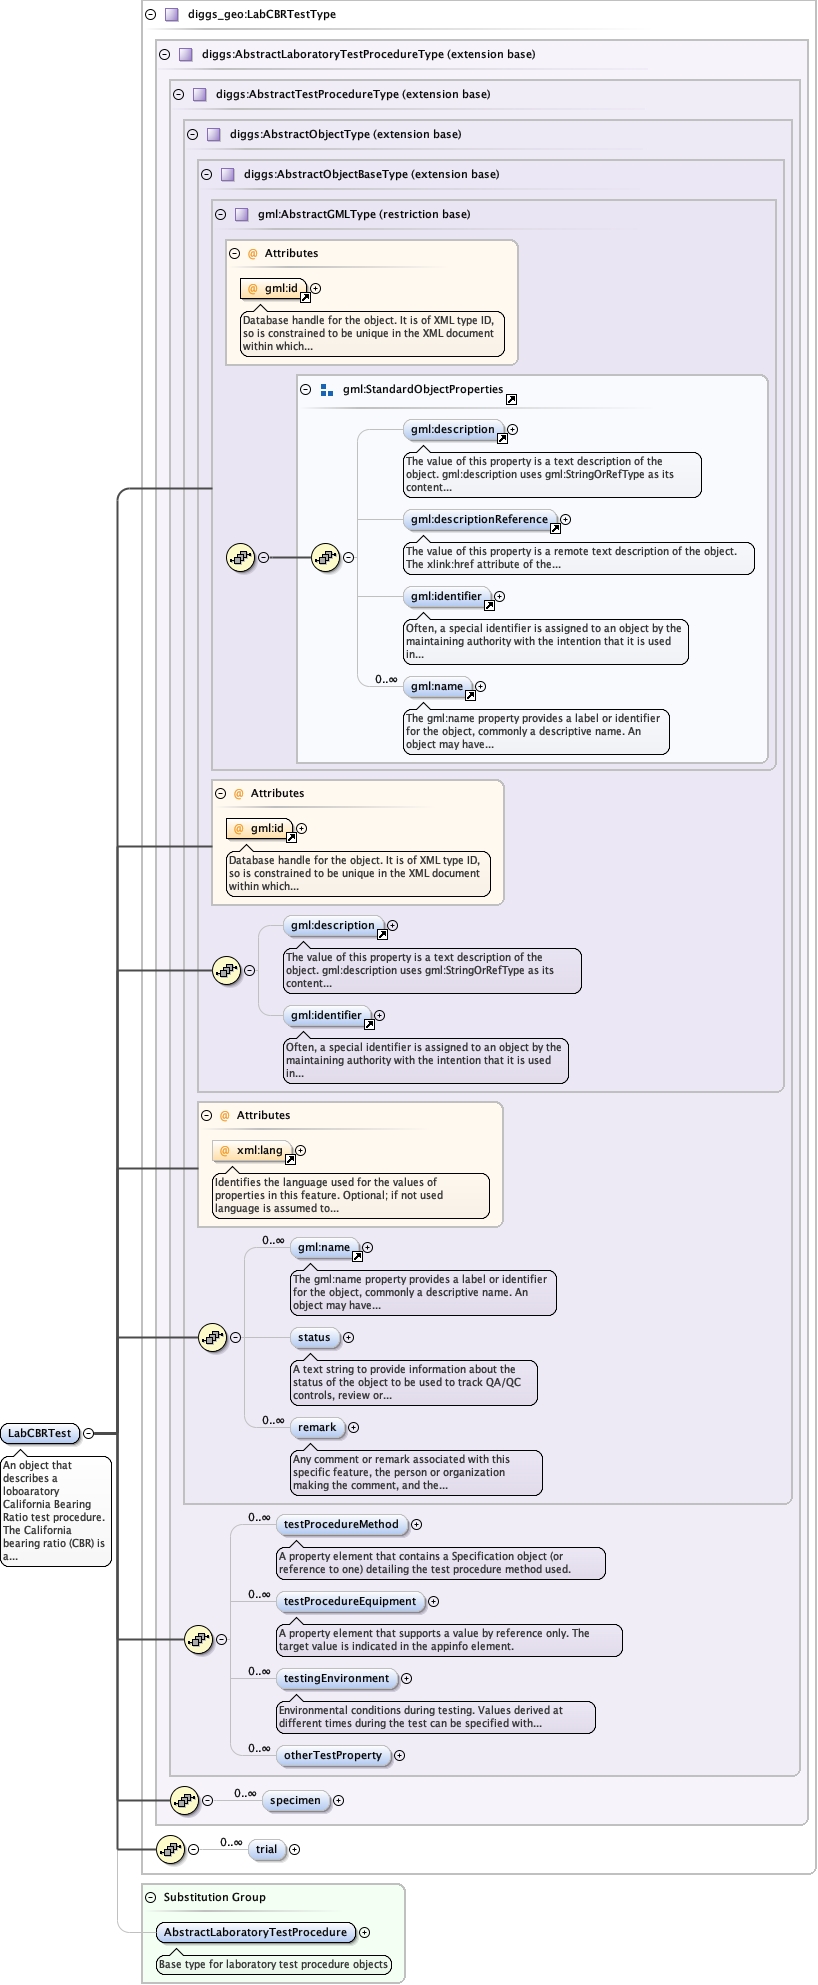 diggs_geo:LabCBRTestType
diggs:AbstractLaboratoryTestProcedureType (extension base)
diggs:AbstractTestProcedureType (extension base)
diggs:AbstractObjectType (extension base)
diggs:AbstractObjectBaseType (extension base)
gml:AbstractGMLType (restriction base)
@ Attributes
@ gml:id
Database handle for the object. It is of XML type ID,
so is constrained to be unique in the XML document
within which...
gml:StandardObjectProperties
gml:description
The value of this property is a text description of the
object. gml:description uses gml:StringOrRefType as its
content...
gml:descriptionReference
The value of this property is a remote text description of the object.
The xlink:href attribute of the...
gml:identifier
Often, a special identifier is assigned to an object by the
maintaining authority with the intention that it is used
in...
0..∞
gml:name
The gml:name property provides a label or identifier
for the object, commonly a descriptive name. An
object may have...
@ Attributes
@ gml:id
Database handle for the object. It is of XML type ID,
so is constrained to be unique in the XML document
within which...
gml:description
The value of this property is a text description of the
object. gml:description uses gml:StringOrRefType as its
content...
gml:identifier
Often, a special identifier is assigned to an object by the
maintaining authority with the intention that it is used
in...
@ Attributes
@ xml:lang
Identifies the language used for the values of
properties in this feature. Optional; if not used
language is assumed to...
0..∞
gml:name
The gml:name property provides a label or identifier
for the object, commonly a descriptive name. An
object may have...
status
A text string to provide information about the
status of the object to be used to track QA/QC
controls, review or...
0..∞
remark
Any comment or remark associated with this
specific feature, the person or organization
making the comment, and the...
LabCBRTest
An object that
describes a
loboaratory
California Bearing
Ratio test procedure.
The California
bearing ratio (CBR) is
a...
0..∞
testProcedureMethod
A property element that contains a Specification object (or
reference to one) detailing the test procedure method used.
0..∞
testProcedureEquipment
A property element that supports a value by reference only. The
target value is indicated in the appinfo element.
0..∞
testingEnvironment
Environmental conditions during testing. Values derived at
different times during the test can be specified with...
0..∞
otherTestProperty
0..∞
specimen
0..∞
trial
Substitution Group
AbstractLaboratoryTestProcedure
Base type for laboratory test procedure objects